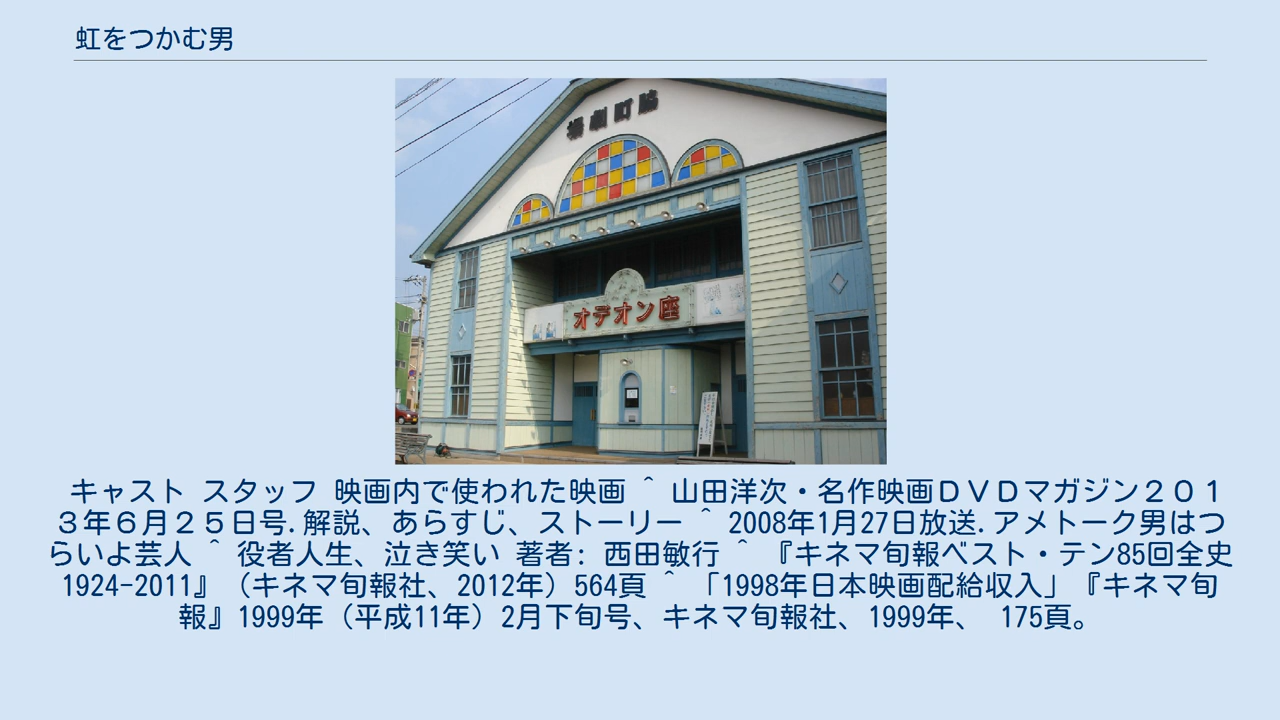 虹をつかむ男
場劇町脇
オデオン座
キャスト スタッフ 映画内で使われた映画 ^ 山田洋次・名作映画ＤＶＤマガジン２０１
３年６月２５日号.解説、あらすじ、ストーリー ^ 2008年1月27日放送.アメトーク男はつ
らいよ芸人 ^ 役者人生、泣き笑い 著者: 西田敏行 ^ 『キネマ旬報ベスト・テン85回全史
1924-2011』（キネマ旬報社、2012年）564頁 ^ 「1998年日本映画配給収入」『キネマ旬
報』1999年（平成11年）2月下旬号、キネマ旬報社、1999年、 175頁。